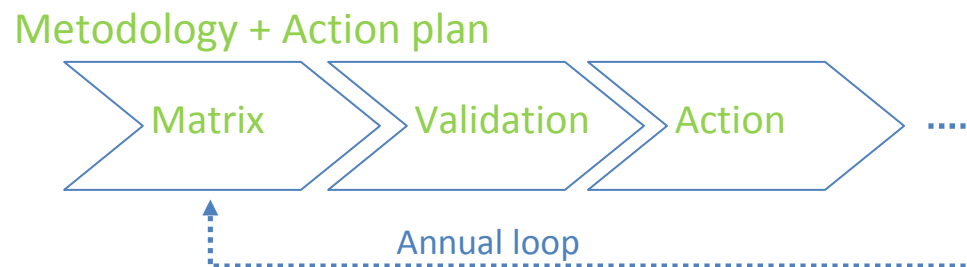 Metodology + Action plan
Matrix
Validation
Action
Annual loop